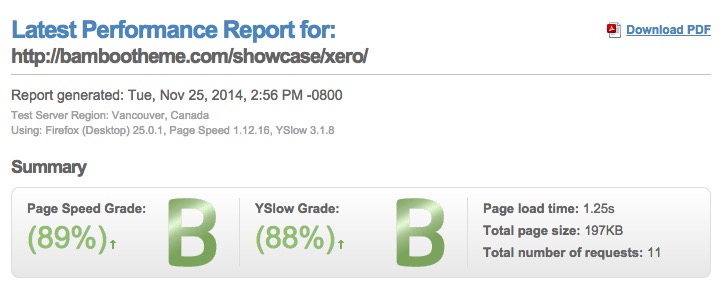 Latest Performance Report for:
Download PDF
http://bambootheme.com/showcase/xero/
Report generated: Tue, Nov 25, 2014, 2:56 PM -0800
Test Server Region: Vancouver, Canada
Using: Firefox (Desktop) 25.0.1, Page Speed 1.12.16, YSlow 3.1.8
Summary
Page Speed Grade:
(89%)↑
B
YSlow Grade:
(88%)↑
B
Page load time: 1.25s
Total page size: 197KB
Total number of requests: 11